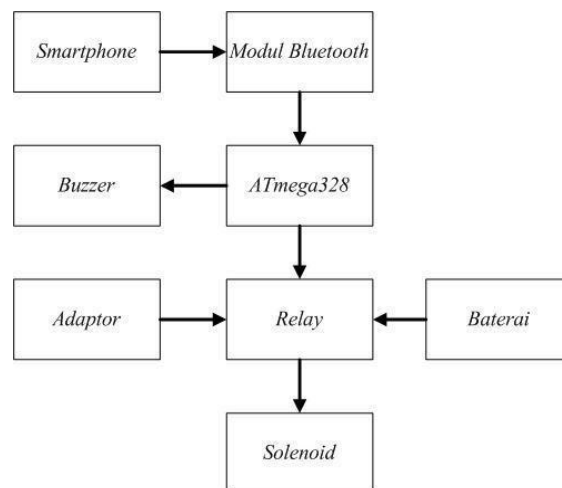 Smartphone
Modul Bluetooth
Buzzer
ATmega328
Adaptor
Relay
Baterai
Solenoid